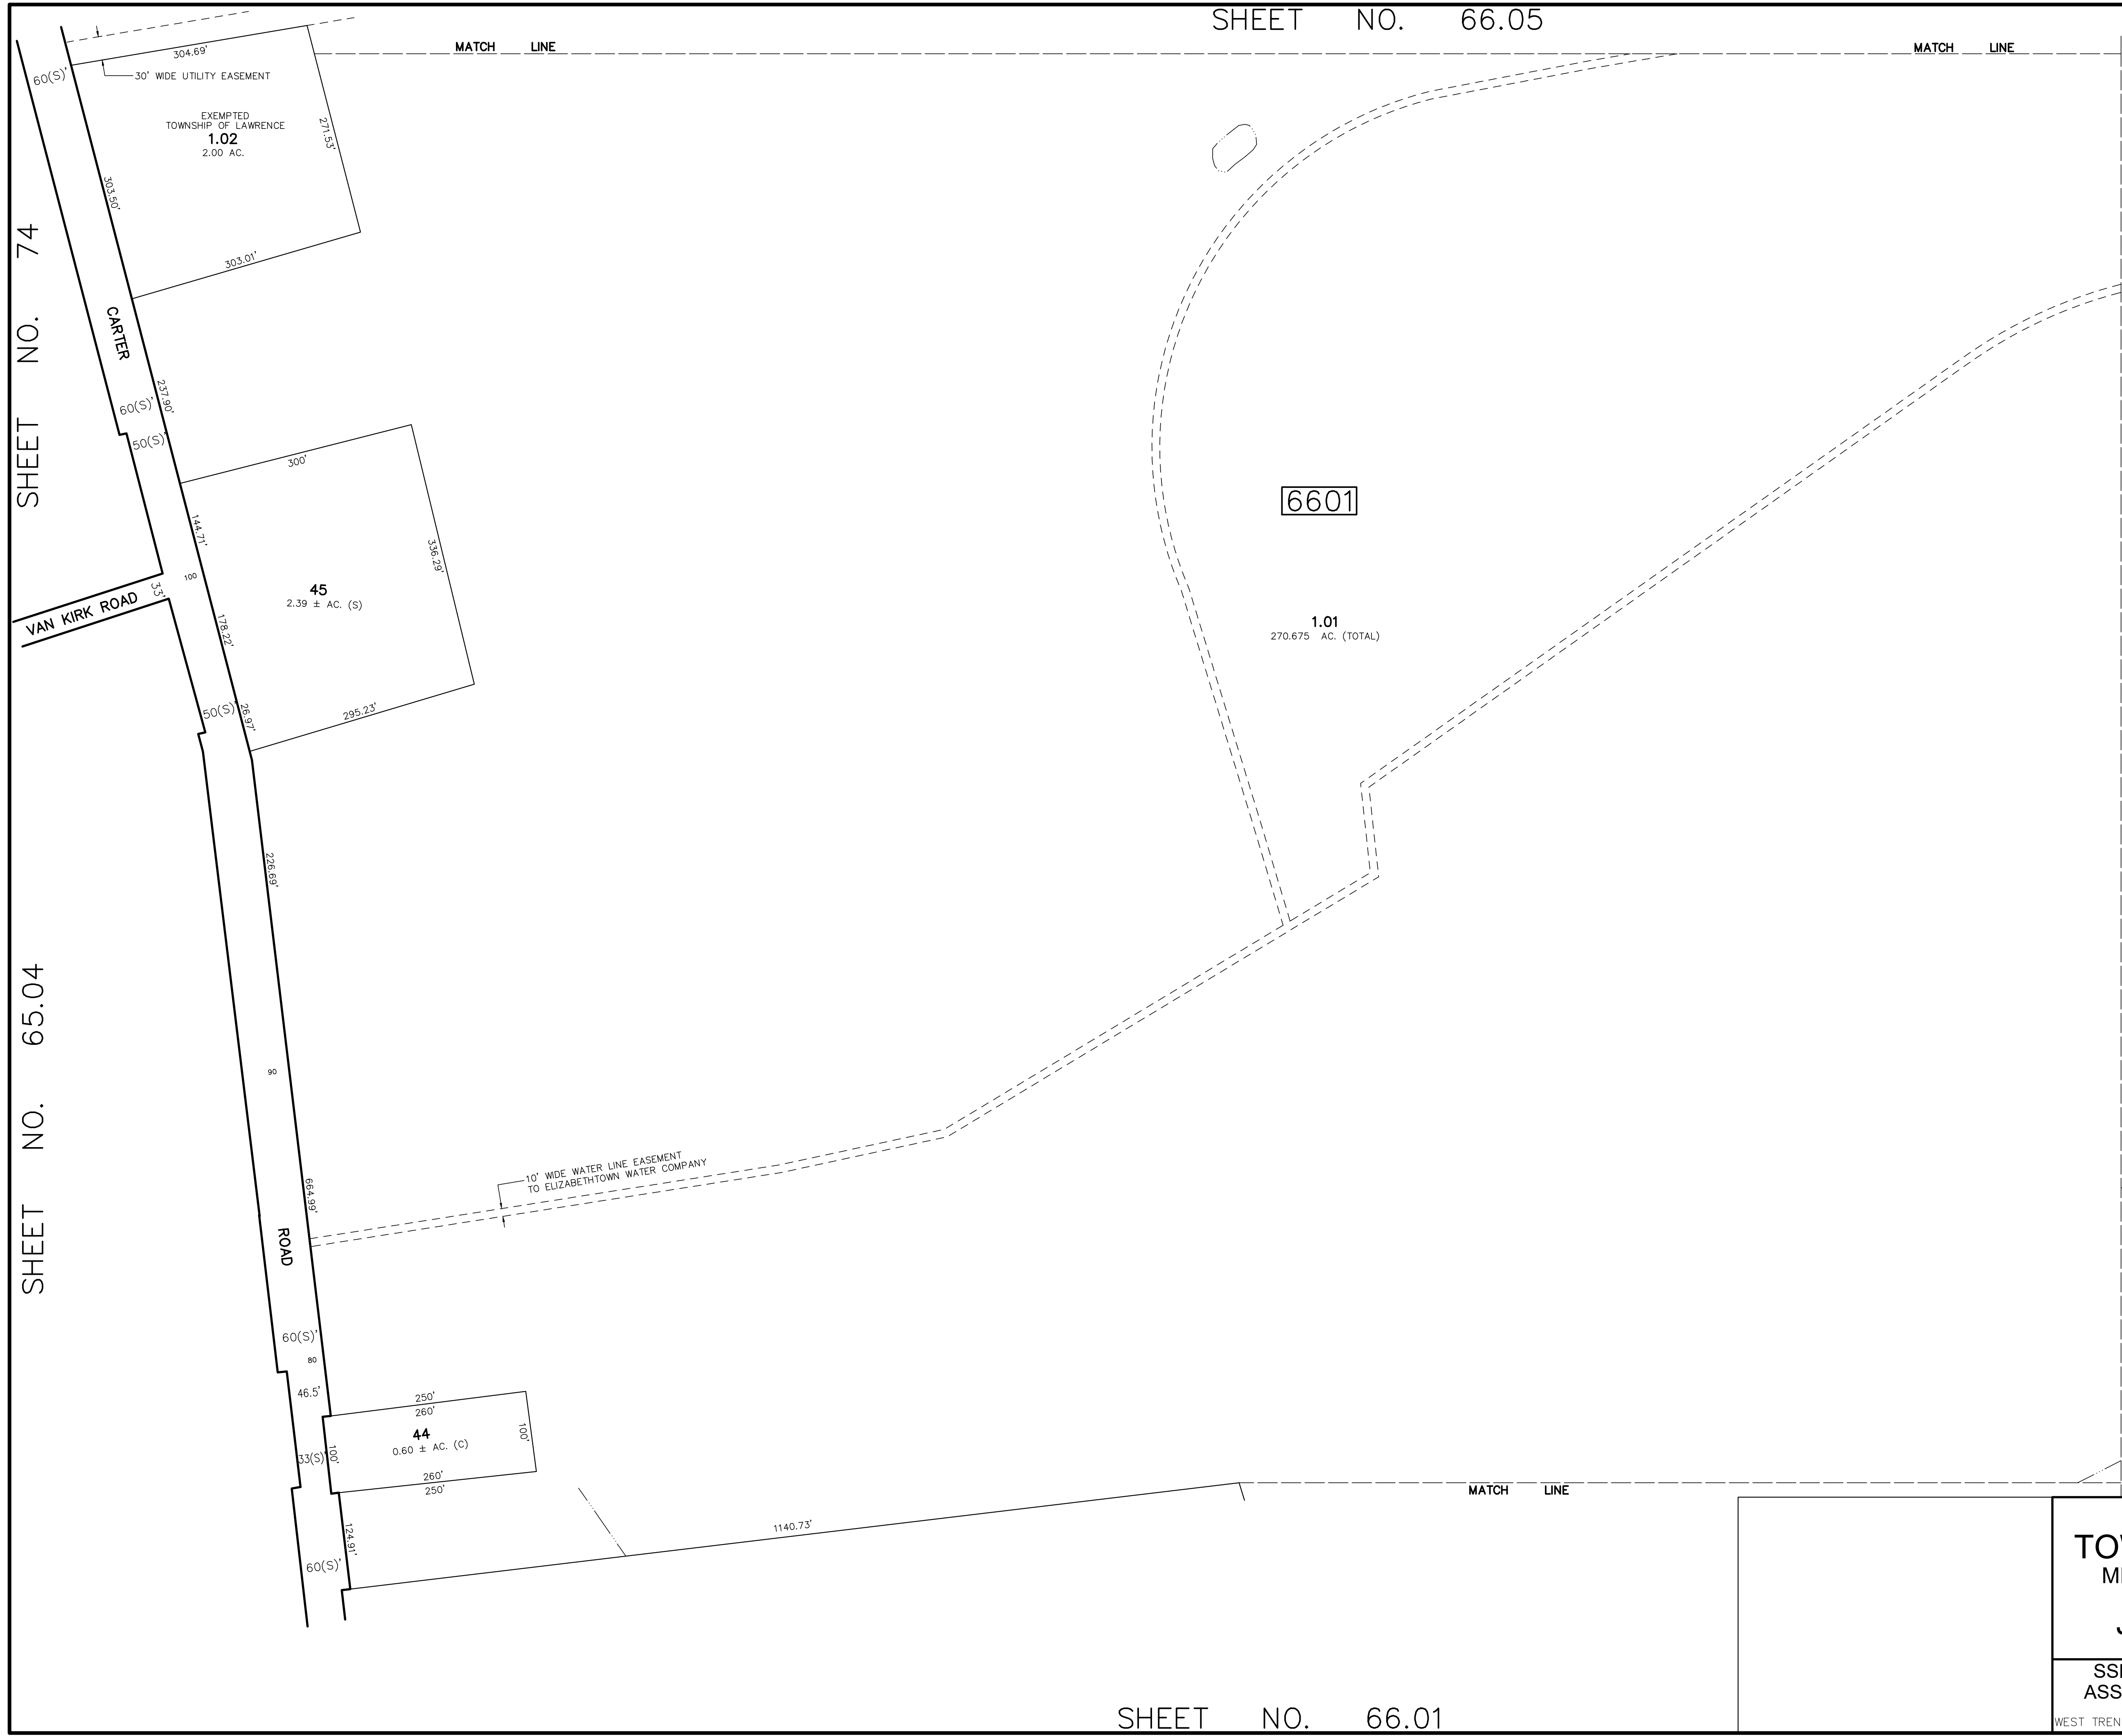 SHEET NO. 66.05
MATCH LINE
MATCH LINE
304.69'
60(S)'
30' WIDE UTILITY EASEMENT
EXEMPTED
TOWNSHIP OF LAWRENCE
1.02
2.00 AC.
271.53'
303.50'
303.01'
SHEET NO. 74
CARTER
237.90'
60(S)'
50(S)'
300'
6601
144.71'
336.29'
100
33'
45
2.39 ± AC. (S)
VAN KIRK ROAD
178.22'
1.01
270.675 AC. (TOTAL)
50(S)'
26.97'
295.23'
226.69'
SHEET NO. 65.04
90
10' WIDE WATER LINE EASEMENT
TO ELIZABETHTOWN WATER COMPANY
664.99'
ROAD
60(S)'
80
46.5'
250'
260'
44
0.60 ± AC. (C)
100'
100'
33(S)'
260'
250'
MATCH LINE
124.91'
1140.73'
60(S)'
SHEET NO. 66.01
WEST TREN